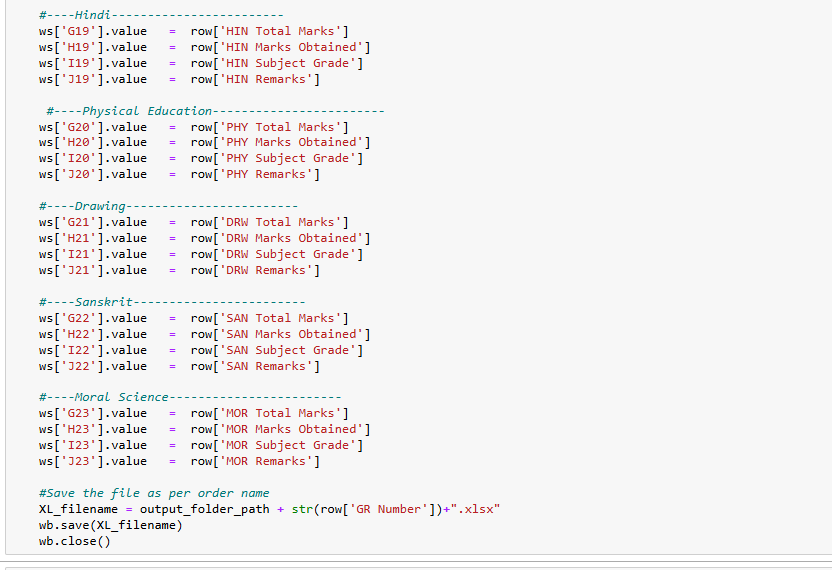 #----Hindi------------------------
ws['G19'].value   =  row['HIN Total Marks']
ws['H19'].value   =  row['HIN Marks Obtained']
ws['I19'].value   =  row['HIN Subject Grade']
ws['J19'].value   =  row['HIN Remarks']
#----Physical Education------------------------
ws['G20'].value   =  row['PHY Total Marks']
ws['H20'].value   =  row['PHY Marks Obtained']
ws['I20'].value   =  row['PHY Subject Grade']
ws['J20'].value   =  row['PHY Remarks']
#----Drawing------------------------
ws['G21'].value   =  row['DRW Total Marks']
ws['H21'].value   =  row['DRW Marks Obtained']
ws['I21'].value   =  row['DRW Subject Grade']
ws['J21'].value   =  row['DRW Remarks']
#----Sanskrit------------------------
ws['G22'].value   =  row['SAN Total Marks']
ws['H22'].value   =  row['SAN Marks Obtained']
ws['I22'].value   =  row['SAN Subject Grade']
ws['J22'].value   =  row['SAN Remarks']
#----Moral Science------------------------
ws['G23'].value   =  row['MOR Total Marks']
ws['H23'].value   =  row['MOR Marks Obtained']
ws['I23'].value   =  row['MOR Subject Grade']
ws['J23'].value   =  row['MOR Remarks']
#Save the file as per order name
XL_filename = output_folder_path + str(row['GR Number'])+".xlsx"
wb.save(XL_filename)
wb.close()